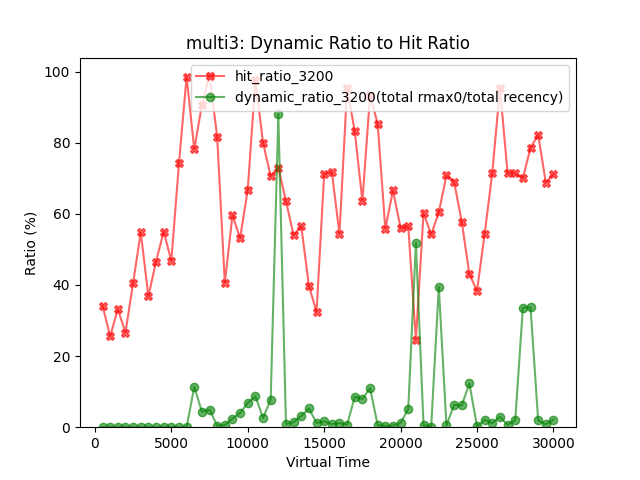 multi3: Dynamic Ratio to Hit Ratio
hit_ratio_3200
dynamic_ratio_3200(total rmax0/total recency)
Ratio (%)
100
80
60
40
20
0
0 5000 10000 15000 20000 25000 30000
Virtual Time